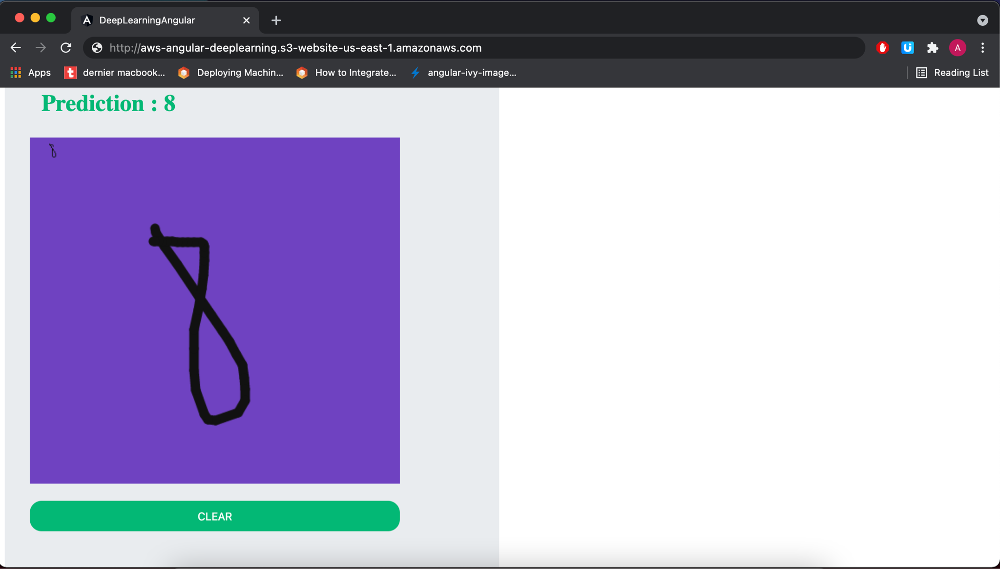 DeepLearningAngular
http://aws-angular-deeplearning.s3-website-us-east-1.amazonaws.com
A
Apps
dernier macbook...
Deploying Machin...
How to Integrate...
angular-ivy-image...
Reading List
Prediction : 8
8
8
CLEAR